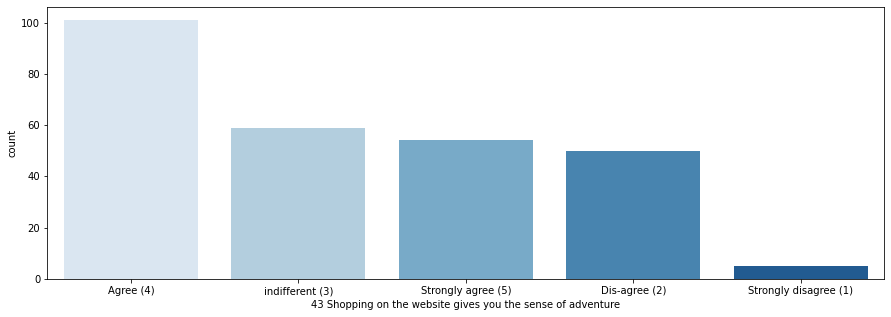 100
80
60
40
20
0
count
Agree (4)
indifferent (3)
Strongly agree (5)
Dis-agree (2)
Strongly disagree (1)
43 Shopping on the website gives you the sense of adventure